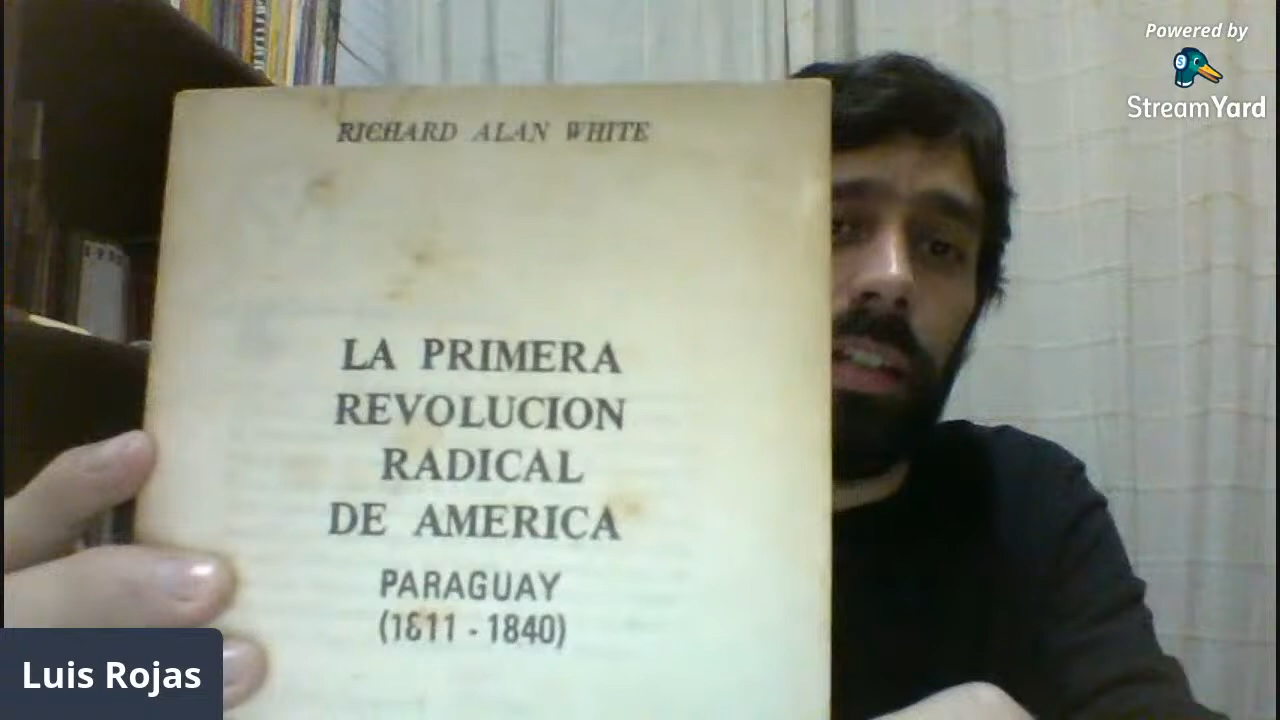 Powered by
StreamYard
RICHARD ALAN WHITE
LA PRIMERA
REVOLUCION
RADICAL
DE AMERICA
PARAGUAY
(1811 - 1840)
Luis Rojas